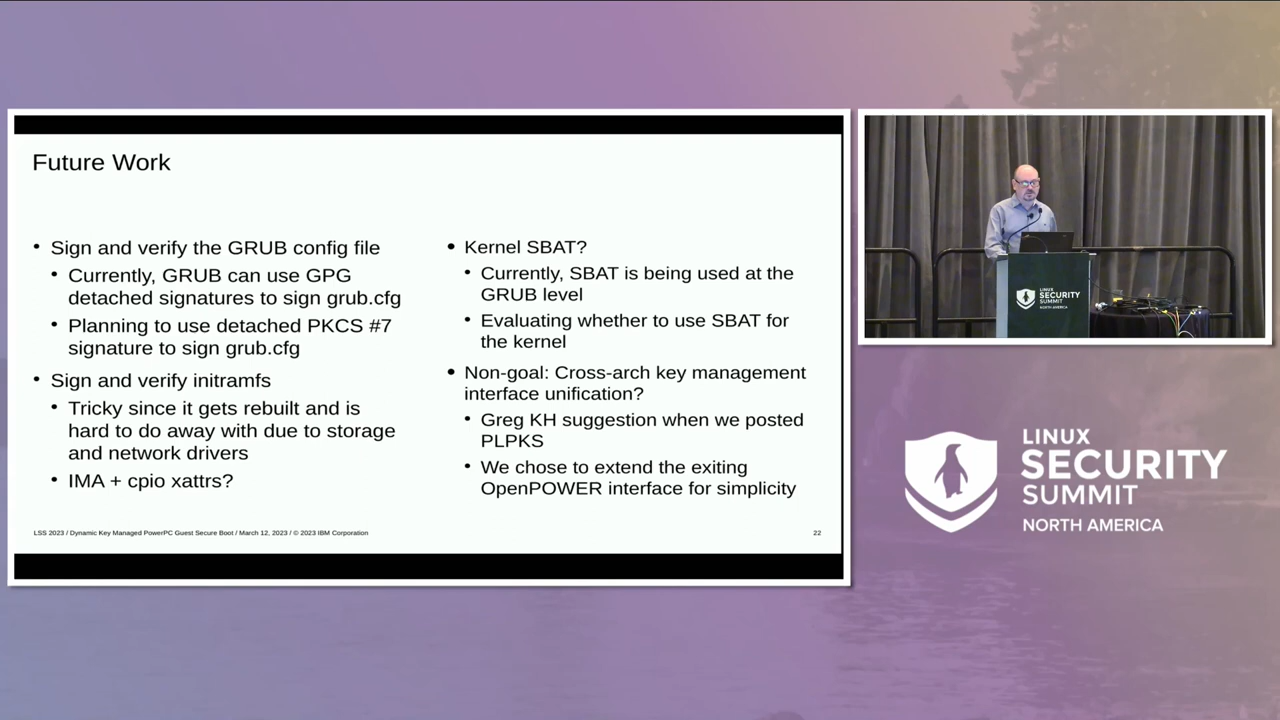 Future Work
• Sign and verify the GRUB config file
• Currently, GRUB can use GPG
detached signatures to sign grub.cfg
• Planning to use detached PKCS #7
signature to sign grub.cfg
• Sign and verify initramfs
• Tricky since it gets rebuilt and is
hard to do away with due to storage
and network drivers
• IMA + cpio xattrs?
• Kernel SBAT?
• Currently, SBAT is being used at the
GRUB level
• Evaluating whether to use SBAT for
the kernel
• Non-goal: Cross-arch key management
interface unification?
• Greg KH suggestion when we posted
PLPKS
• We chose to extend the exiting
OpenPOWER interface for simplicity
LSS 2023 / Dynamic Key Managed PowerPC Guest Secure Boot / March 12, 2023 / © 2023 IBM Corporation
22
LINUX
SECURITY
SUMMIT
NORTH AMERICA
LINUX
SECURITY
SUMMIT
NORTH AMERICA